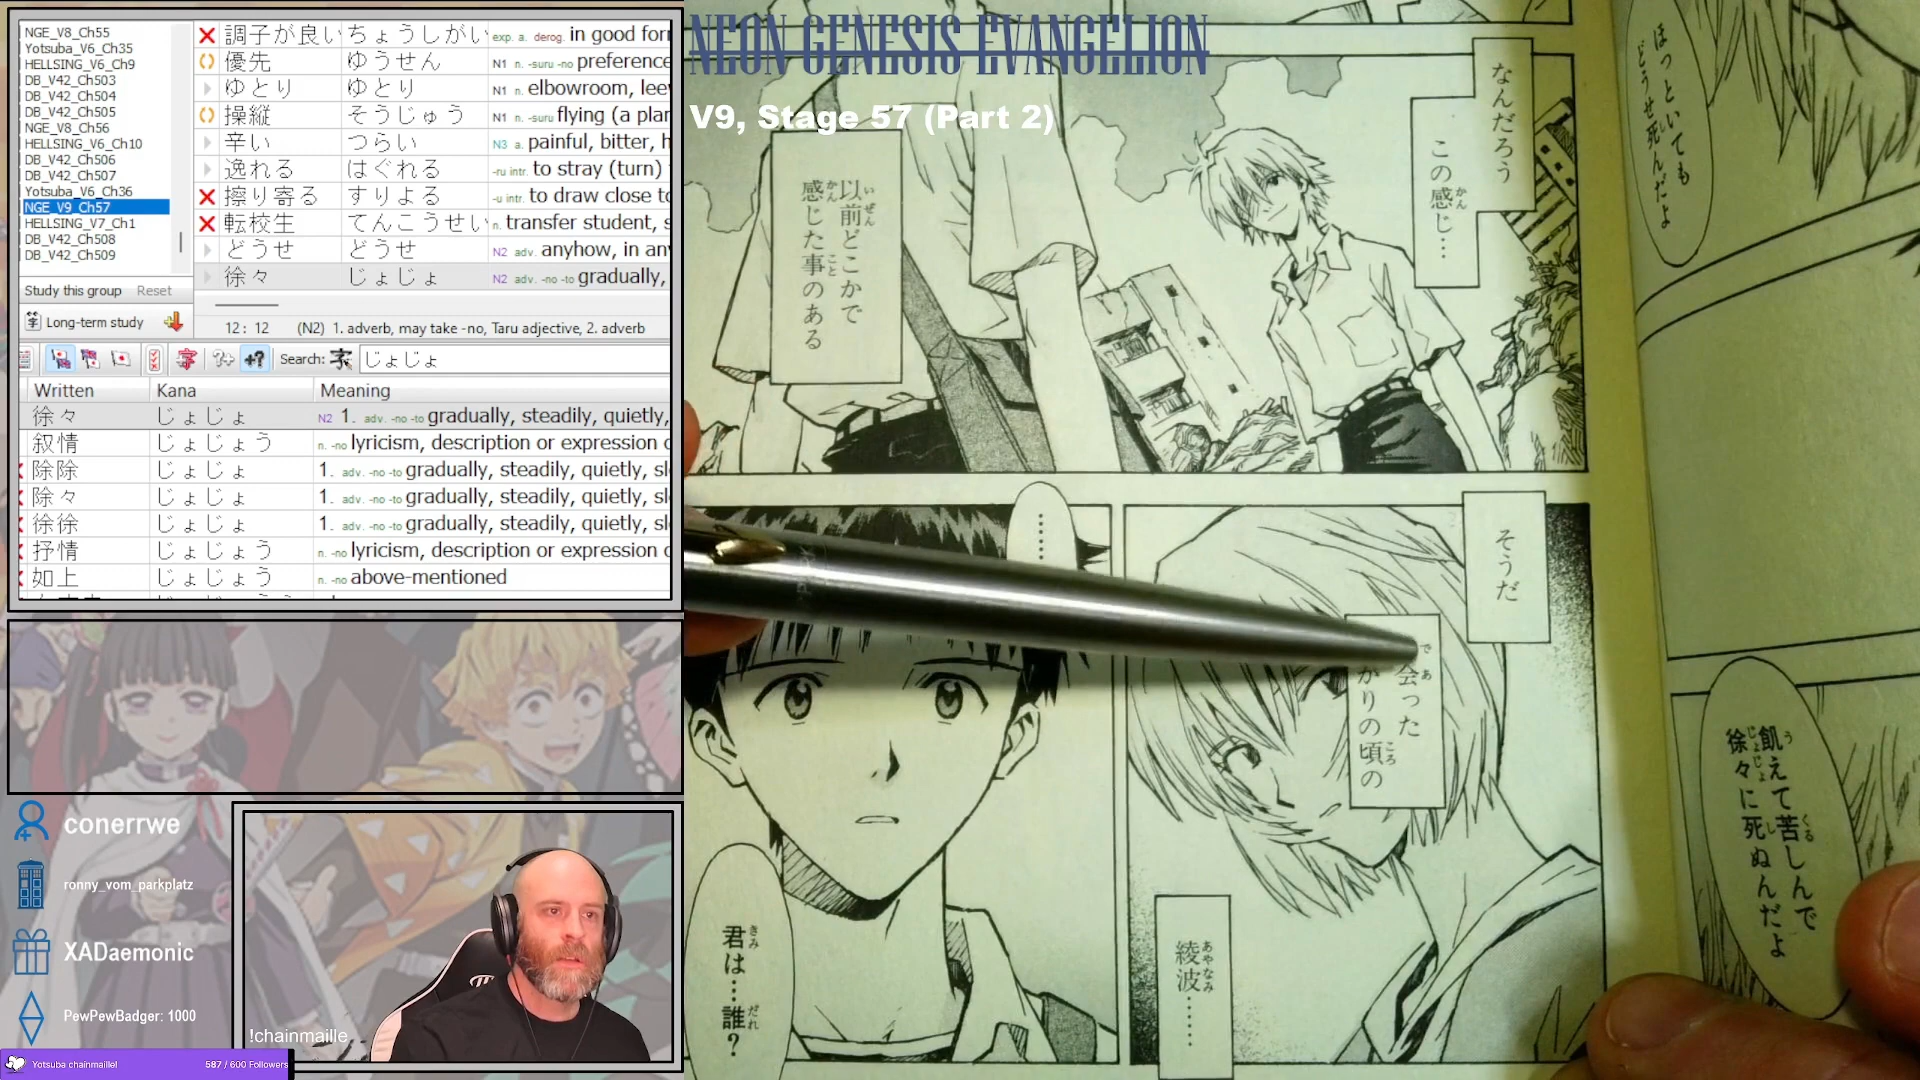 NGE_V8_Ch55
Yotsuba_V6_Ch35
HELLSING_V6_Ch9
DB_V42_Ch503
DB_V42_Ch504
DB_V42_Ch505
NGE_V8_Ch56
HELLSING_V6_Ch10
DB_V42_Ch506
DB_V42_Ch507
Yotsuba_V6_Ch36
NGE_V9_Ch57
HELLSING_V7_Ch1
DB_V42_Ch508
DB_V42_Ch509
Study this group Reset
Long-term study
調子が良い ちょうしがい exp. a. derog. in good for
優先 ゆうせん N1 n. -suru -no preference
ゆとり ゆとり N1 n. elbowroom, lee
操縦 そうじゅう N1 n. -suru flying (a plan
辛い つらい N3 a. painful, bitter, h
逸れる はぐれる -ru intr. to stray (turn)
擦り寄る すりよる -u intr. to draw close to
転校生 てんこうせい n. transfer student, s
どうせ どうせ N2 adv. anyhow, in an
徐々 じょじょ N2 adv. -no -to gradually,
12: 12 (N2) 1. adverb, may take -no, Taru adjective, 2. adverb
Search: 字 じょじょ
Written Kana Meaning
徐々 じょじょ N2 1. adv. -no -to gradually, steadily, quietly,
叙情 じょじょう n. -no lyricism, description or expression o
除除 じょじょ 1. adv. -no -to gradually, steadily, quietly, sl
除々 じょじょ 1. adv. -no -to gradually, steadily, quietly, sl
徐徐 じょじょ 1. adv. -no -to gradually, steadily, quietly, sl
抒情 じょじょう n. -no lyricism, description or expression o
如上 じょじょう n. -no above-mentioned
conerrwe
ronny_vom_parkplatz
XADaemonic
PewPewBadger: 1000
!chainmaille
Yotsuba chainmaille!
587 / 600 Followers
NEON GENESIS EVANGELION
V9, Stage 57 (Part 2)
ほっといても
どうせ死んだよ
なんだろう
この感じ…
以前どこかで
感じた事のある
そうだ
会った
かりの頃の
綾波……
……
君は…誰?
飢えて苦しんで
徐々に死ぬんだよ